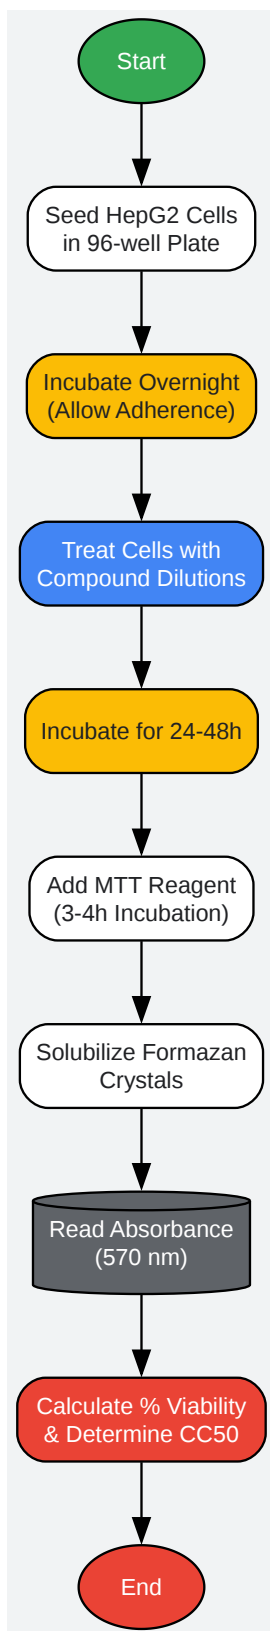 Start
Seed HepG2 Cells
in 96-well Plate
Incubate Overnight
(Allow Adherence)
Treat Cells with
Compound Dilutions
Incubate for 24-48h
Add MTT Reagent
(3-4h Incubation)
Solubilize Formazan
Crystals
Read Absorbance
(570 nm)
Calculate % Viability
& Determine CC50
End